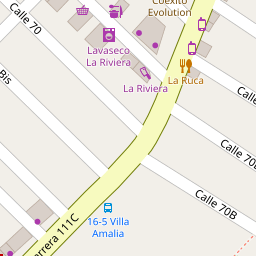 Coexito
Evolution
Calle 70
Lavaseco
La Riviera
La Riviera
La Ruca
Calle
Bis
Calle 70B
Calle 70B
16-5 Villa
Amalia
rrera 111C